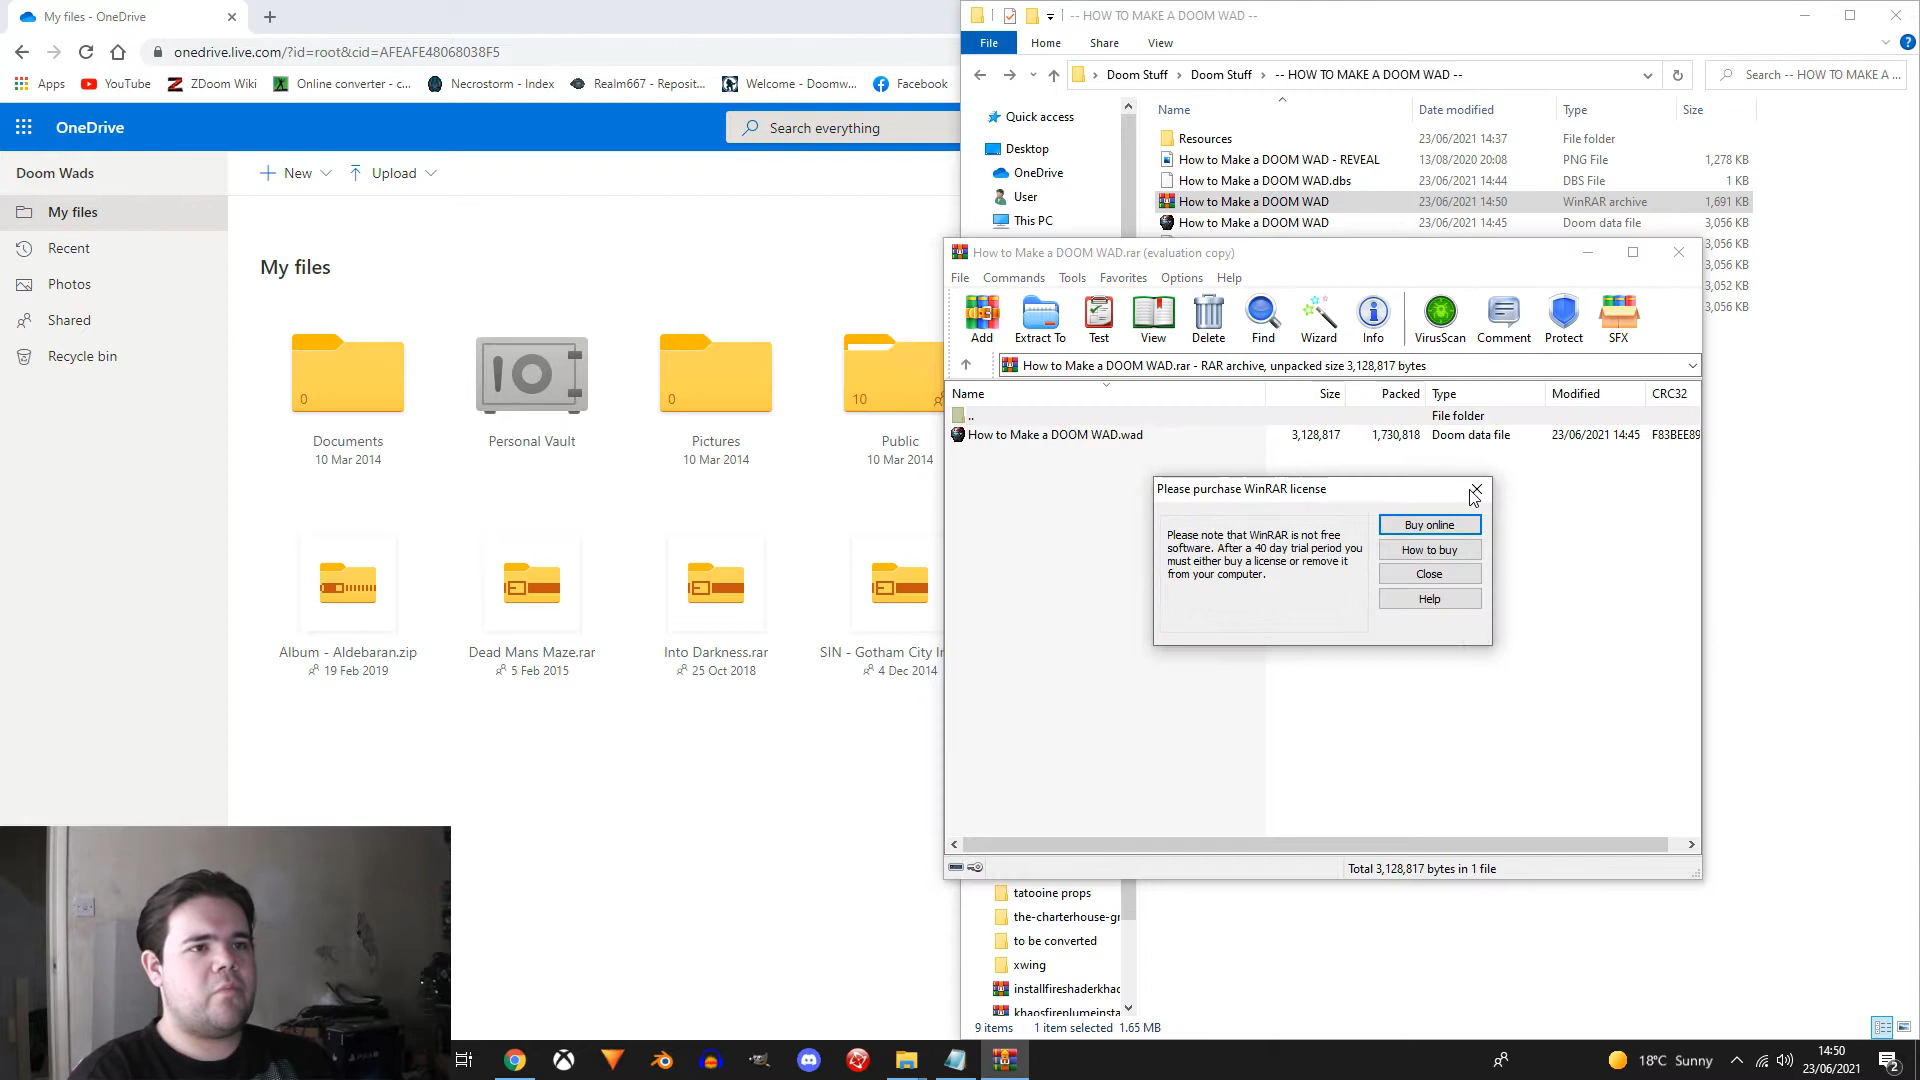 My files - OneDrive
onedrive.live.com/?id=root&cid=AFEAFE48068038F5
Apps YouTube ZDoom Wiki Online converter - c... Necrostorm - Index Realm667 - Reposit... Welcome - Doomw... Facebook
OneDrive
Search everything
Doom Wads
New Upload
My files
Recent
Photos
Shared
Recycle bin
My files
0
0
10
Documents
10 Mar 2014
Personal Vault
Pictures
10 Mar 2014
Public
10 Mar 2014
Album - Aldebaran.zip
19 Feb 2019
Dead Mans Maze.rar
5 Feb 2015
Into Darkness.rar
25 Oct 2018
SIN - Gotham City
4 Dec 2014
-- HOW TO MAKE A DOOM WAD --
File Home Share View
Doom Stuff > Doom Stuff > -- HOW TO MAKE A DOOM WAD --
Search -- HOW TO MAKE A ...
Quick access
Desktop
OneDrive
User
This PC
Name Date modified Type Size
Resources 23/06/2021 14:37 File folder
How to Make a DOOM WAD - REVEAL 13/08/2020 20:08 PNG File 1,278 KB
How to Make a DOOM WAD.dbs 23/06/2021 14:44 DBS File 1 KB
How to Make a DOOM WAD 23/06/2021 14:50 WinRAR archive 1,691 KB
How to Make a DOOM WAD 23/06/2021 14:45 Doom data file 3,056 KB
3,056 KB
3,056 KB
3,052 KB
3,056 KB
How to Make a DOOM WAD.rar (evaluation copy)
File Commands Tools Favorites Options Help
Add Extract To Test View Delete Find Wizard Info VirusScan Comment Protect SFX
How to Make a DOOM WAD.rar - RAR archive, unpacked size 3,128,817 bytes
Name Size Packed Type Modified CRC32
.. File folder
How to Make a DOOM WAD.wad 3,128,817 1,730,818 Doom data file 23/06/2021 14:45 F83BEE89
Please purchase WinRAR license
Please note that WinRAR is not free
software. After a 40 day trial period you
must either buy a license or remove it
from your computer.
Buy online
How to buy
Close
Help
Total 3,128,817 bytes in 1 file
tatooine props
the-charterhouse-gr
to be converted
xwing
installfireshaderkhac
khaosfireplumeinsta
9 items 1 item selected 1.65 MB
18°C Sunny
14:50
23/06/2021
2